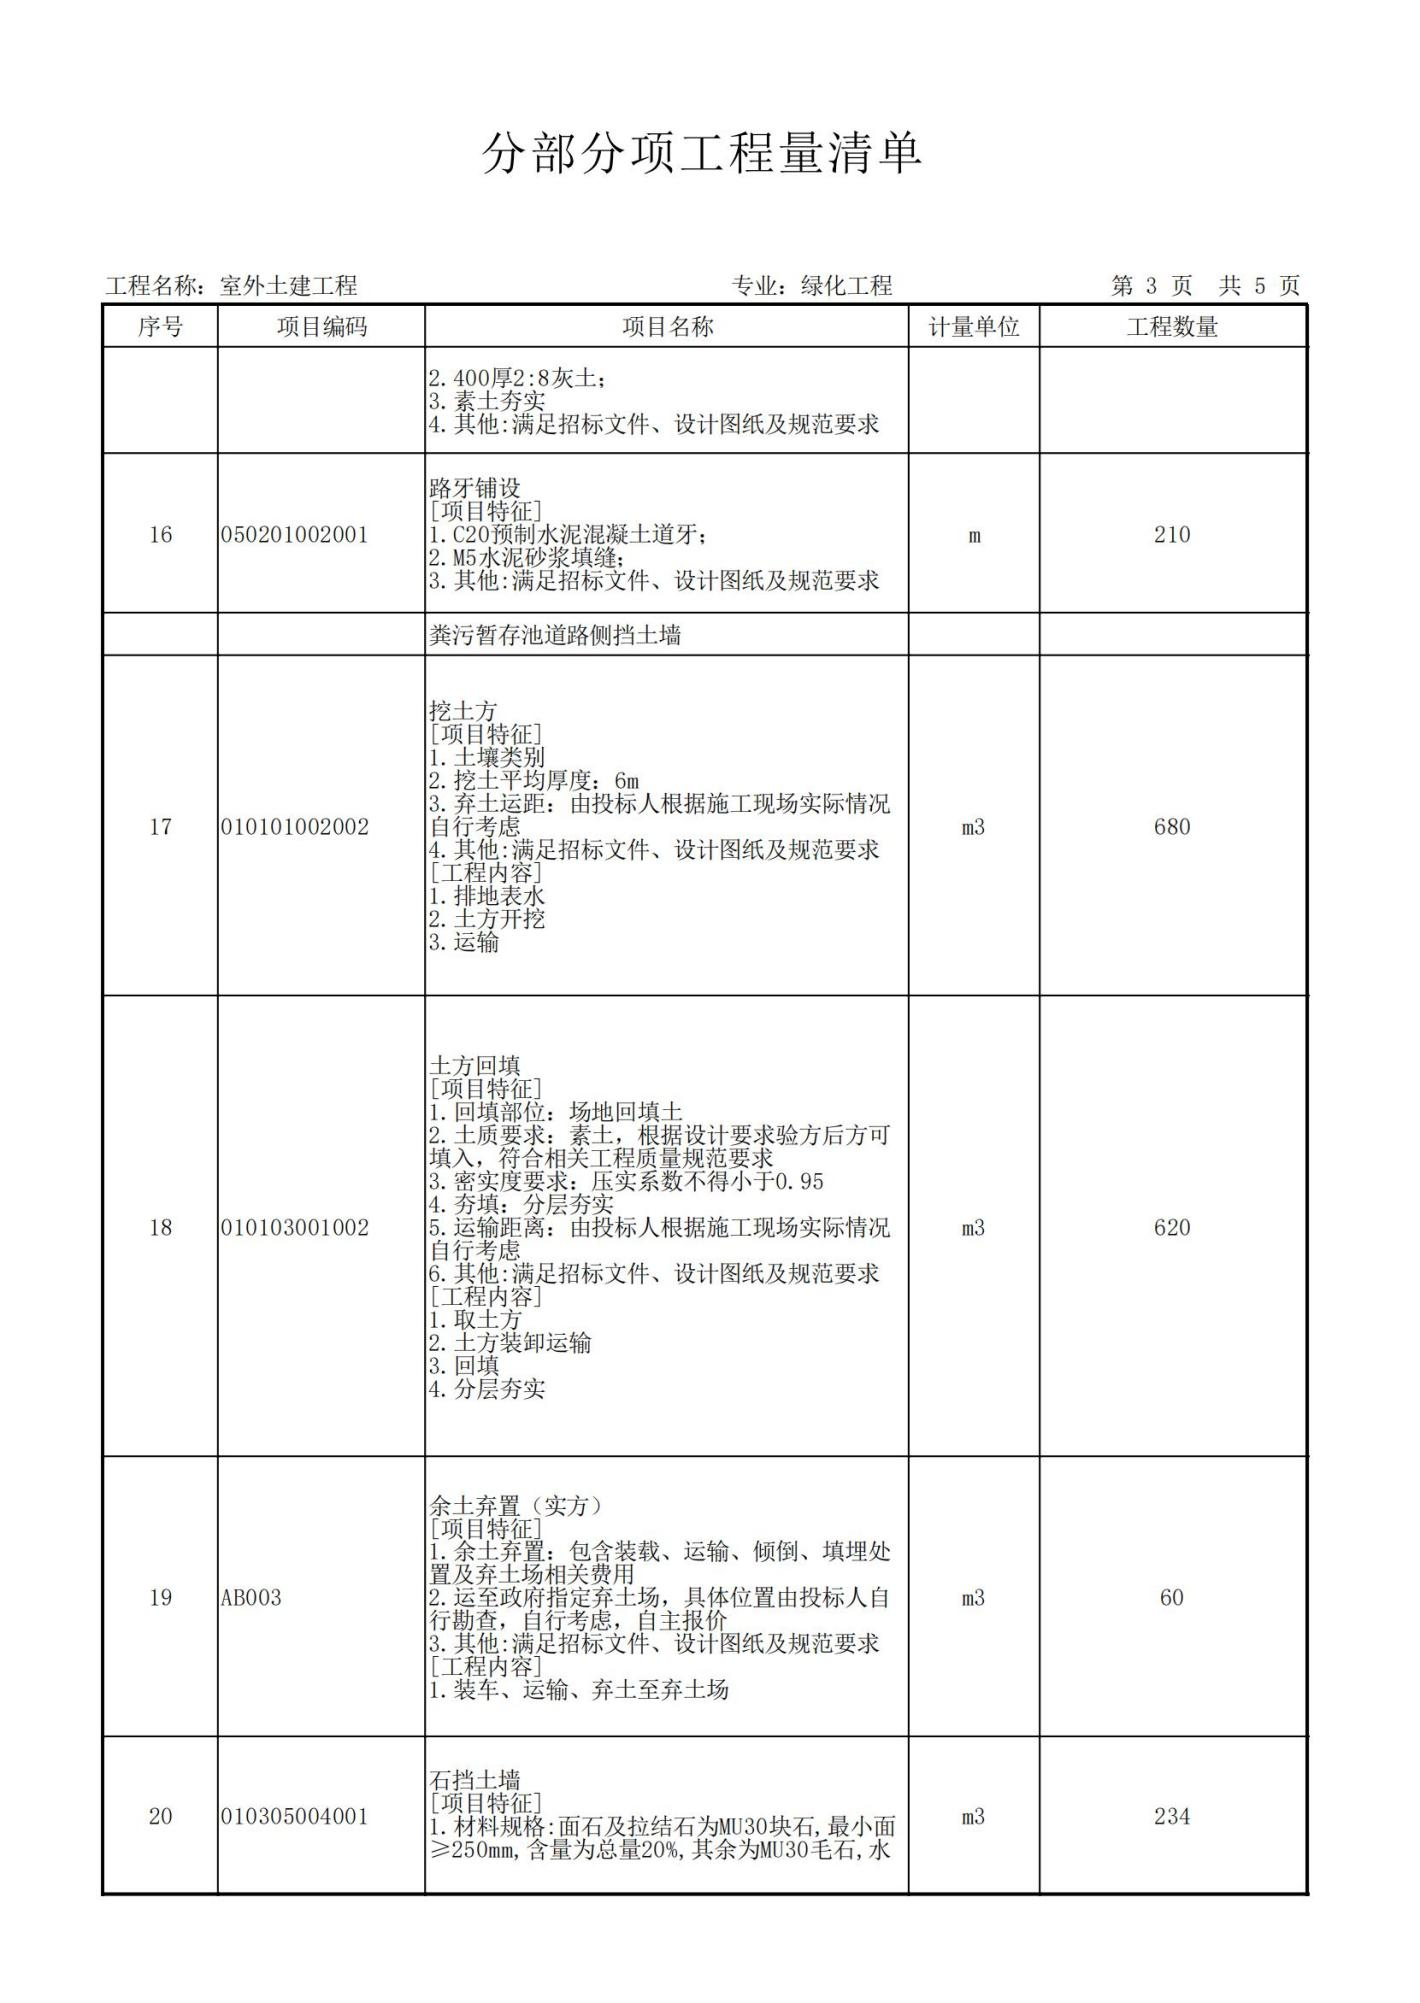 分部分项工程量清单
工程名称：室外土建工程 专业：绿化工程 第 3 页 共 5 页
序号 项目编码 项目名称 计量单位 工程数量
2.400厚2:8灰土；
3.素土夯实
4.其他:满足招标文件、设计图纸及规范要求
路牙铺设
[项目特征]
16 050201002001 1.C20预制水泥混凝土道牙； m 210
2.M5水泥砂浆填缝；
3.其他:满足招标文件、设计图纸及规范要求
粪污暂存池道路侧挡土墙
挖土方
[项目特征]
1.土壤类别
2.挖土平均厚度：6m
3.弃土运距：由投标人根据施工现场实际情况
17 010101002002 自行考虑 m3 680
4.其他:满足招标文件、设计图纸及规范要求
[工程内容]
1.排地表水
2.土方开挖
3.运输
土方回填
[项目特征]
1.回填部位：场地回填土
2.土质要求：素土，根据设计要求验方后方可
填入，符合相关工程质量规范要求
3.密实度要求：压实系数不得小于0.95
4.夯填：分层夯实
18 010103001002 5.运输距离：由投标人根据施工现场实际情况 m3 620
自行考虑
6.其他:满足招标文件、设计图纸及规范要求
[工程内容]
1.取土方
2.土方装卸运输
3.回填
4.分层夯实
余土弃置（实方）
[项目特征]
1.余土弃置：包含装载、运输、倾倒、填埋处
置及弃土场相关费用
19 AB003 2.运至政府指定弃土场，具体位置由投标人自 m3 60
行勘查，自行考虑，自主报价
3.其他:满足招标文件、设计图纸及规范要求
[工程内容]
1.装车、运输、弃土至弃土场
石挡土墙
[项目特征]
20 010305004001 1.材料规格:面石及拉结石为MU30块石,最小面 m3 234
≥250mm,含量为总量20%,其余为MU30毛石,水